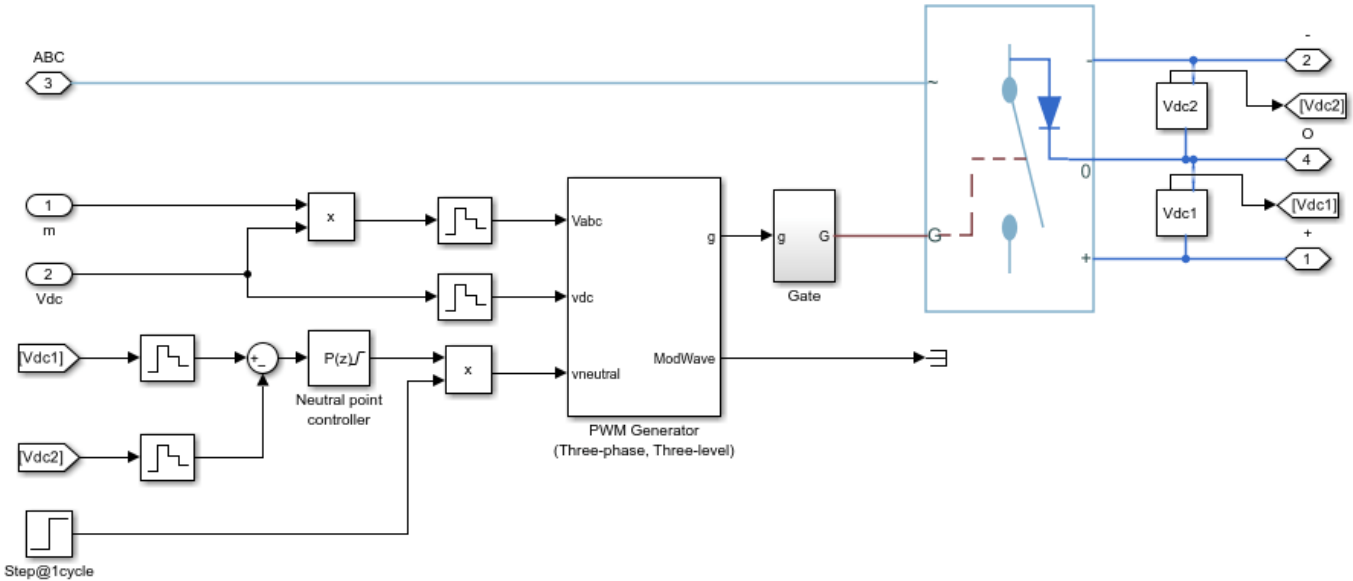 ABC
3
~
-
-
2
Vdc2
[Vdc2]
O
4
0
1
m
x
Vabc
g
g
G
G
Vdc1
[Vdc1]
+
+
1
2
Vdc
vdc
Gate
[Vdc1]
+
-
P(z)
x
vneutral
ModWave
Neutral point
controller
PWM Generator
(Three-phase, Three-level)
[Vdc2]
Step@1cycle